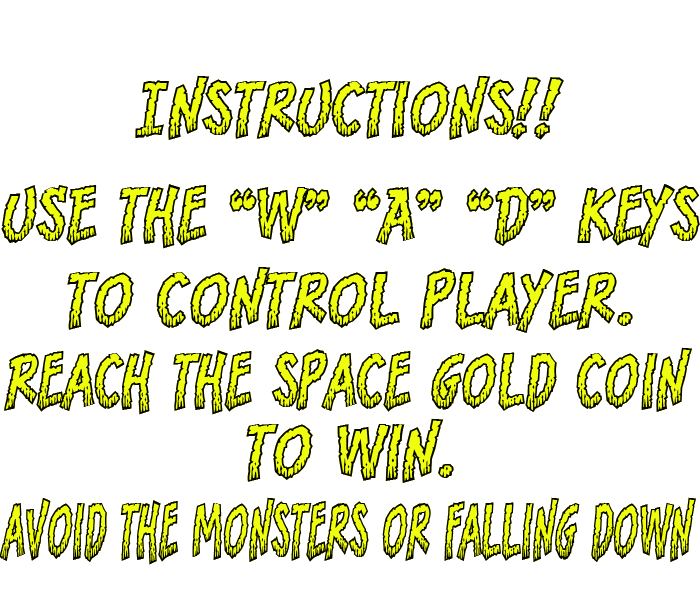 INSTRUCTIONS!!
USE THE “W” “A” “D” KEYS
TO CONTROL PLAYER.
REACH THE SPACE GOLD COIN
TO WIN.
AVOID THE MONSTERS OR FALLING DOWN